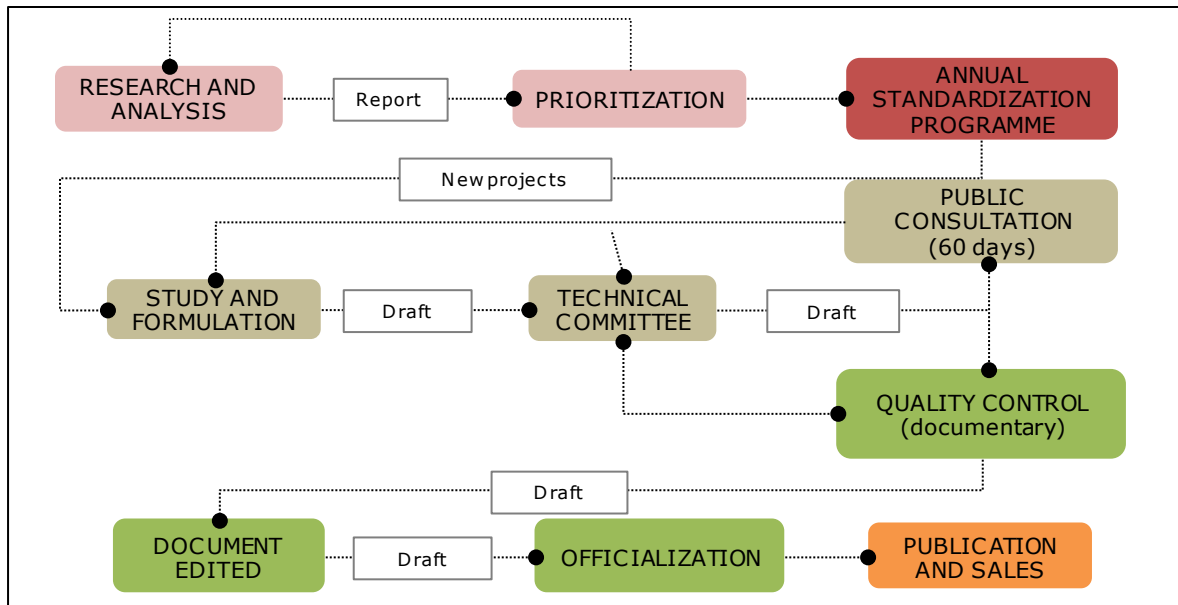 RESEARCH AND
ANALYSIS
Report
PRIORITIZATION
ANNUAL
STANDARDIZATION
PROGRAMME
New projects
PUBLIC
CONSULTATION
(60 days)
STUDY AND
FORMULATION
Draft
TECHNICAL
COMMITTEE
Draft
QUALITY CONTROL
(documentary)
Draft
DOCUMENT
EDITED
Draft
OFFICIALIZATION
PUBLICATION
AND SALES